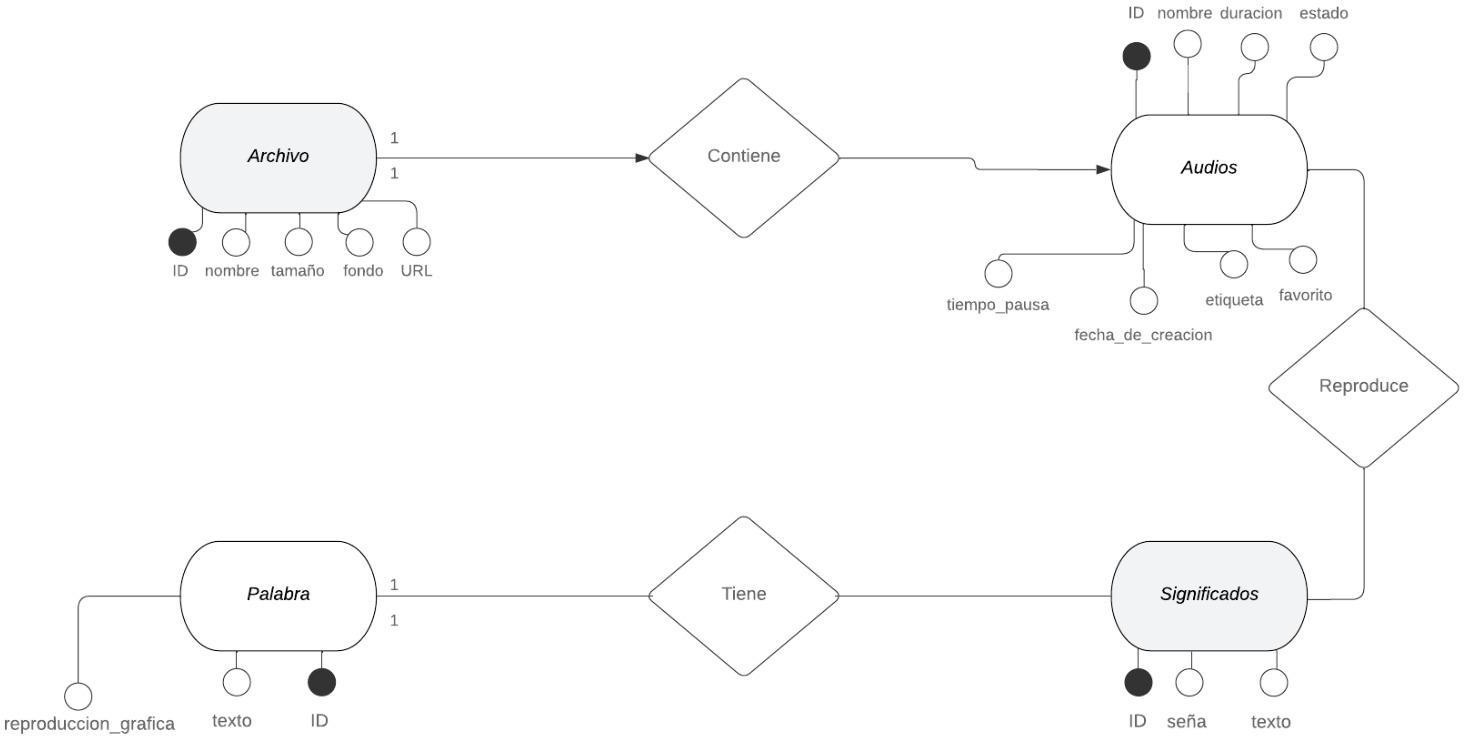 ID nombre duracion estado
Archivo
1
1
Contiene
Audios
ID nombre tamaño fondo URL
tiempo_pausa
fecha_de_creacion
etiqueta
favorito
Reproduce
Palabra
1
1
Tiene
Significados
reproduccion_grafica
texto
ID
ID
seña
texto